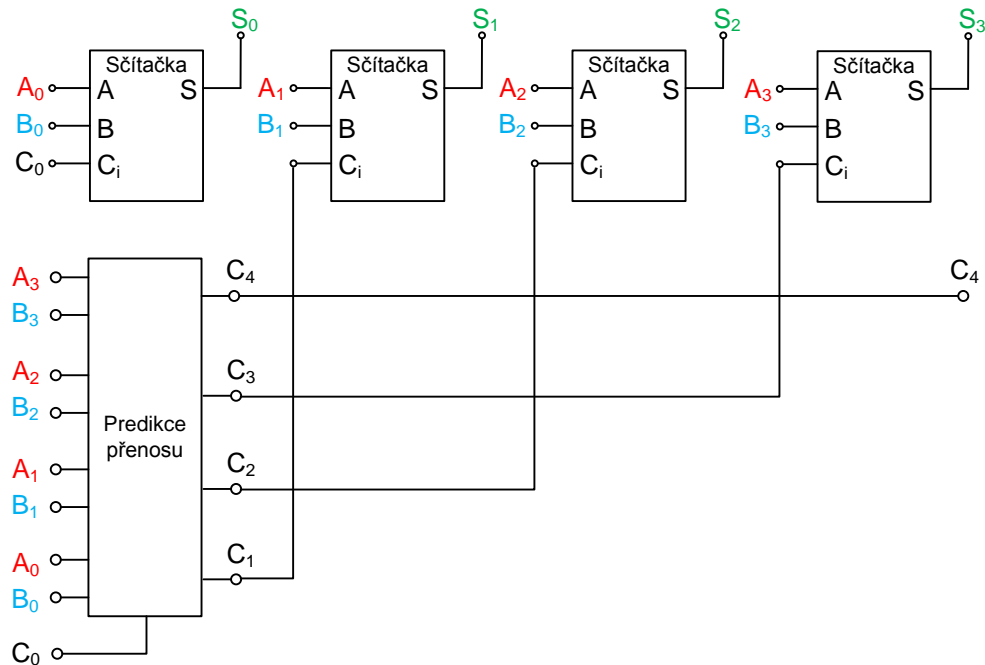 S₀ S₁ S₂ S₃
Sčítačka Sčítačka Sčítačka Sčítačka
A₀ A S A₁ A S A₂ A S A₃ A S
B₀ B B₁ B B₂ B B₃ B
C₀ Cᵢ Cᵢ Cᵢ Cᵢ
A₃ C₄ C₄
B₃
A₂ C₃
B₂
Predikce
přenosu
A₁ C₂
B₁
A₀ C₁
B₀
C₀